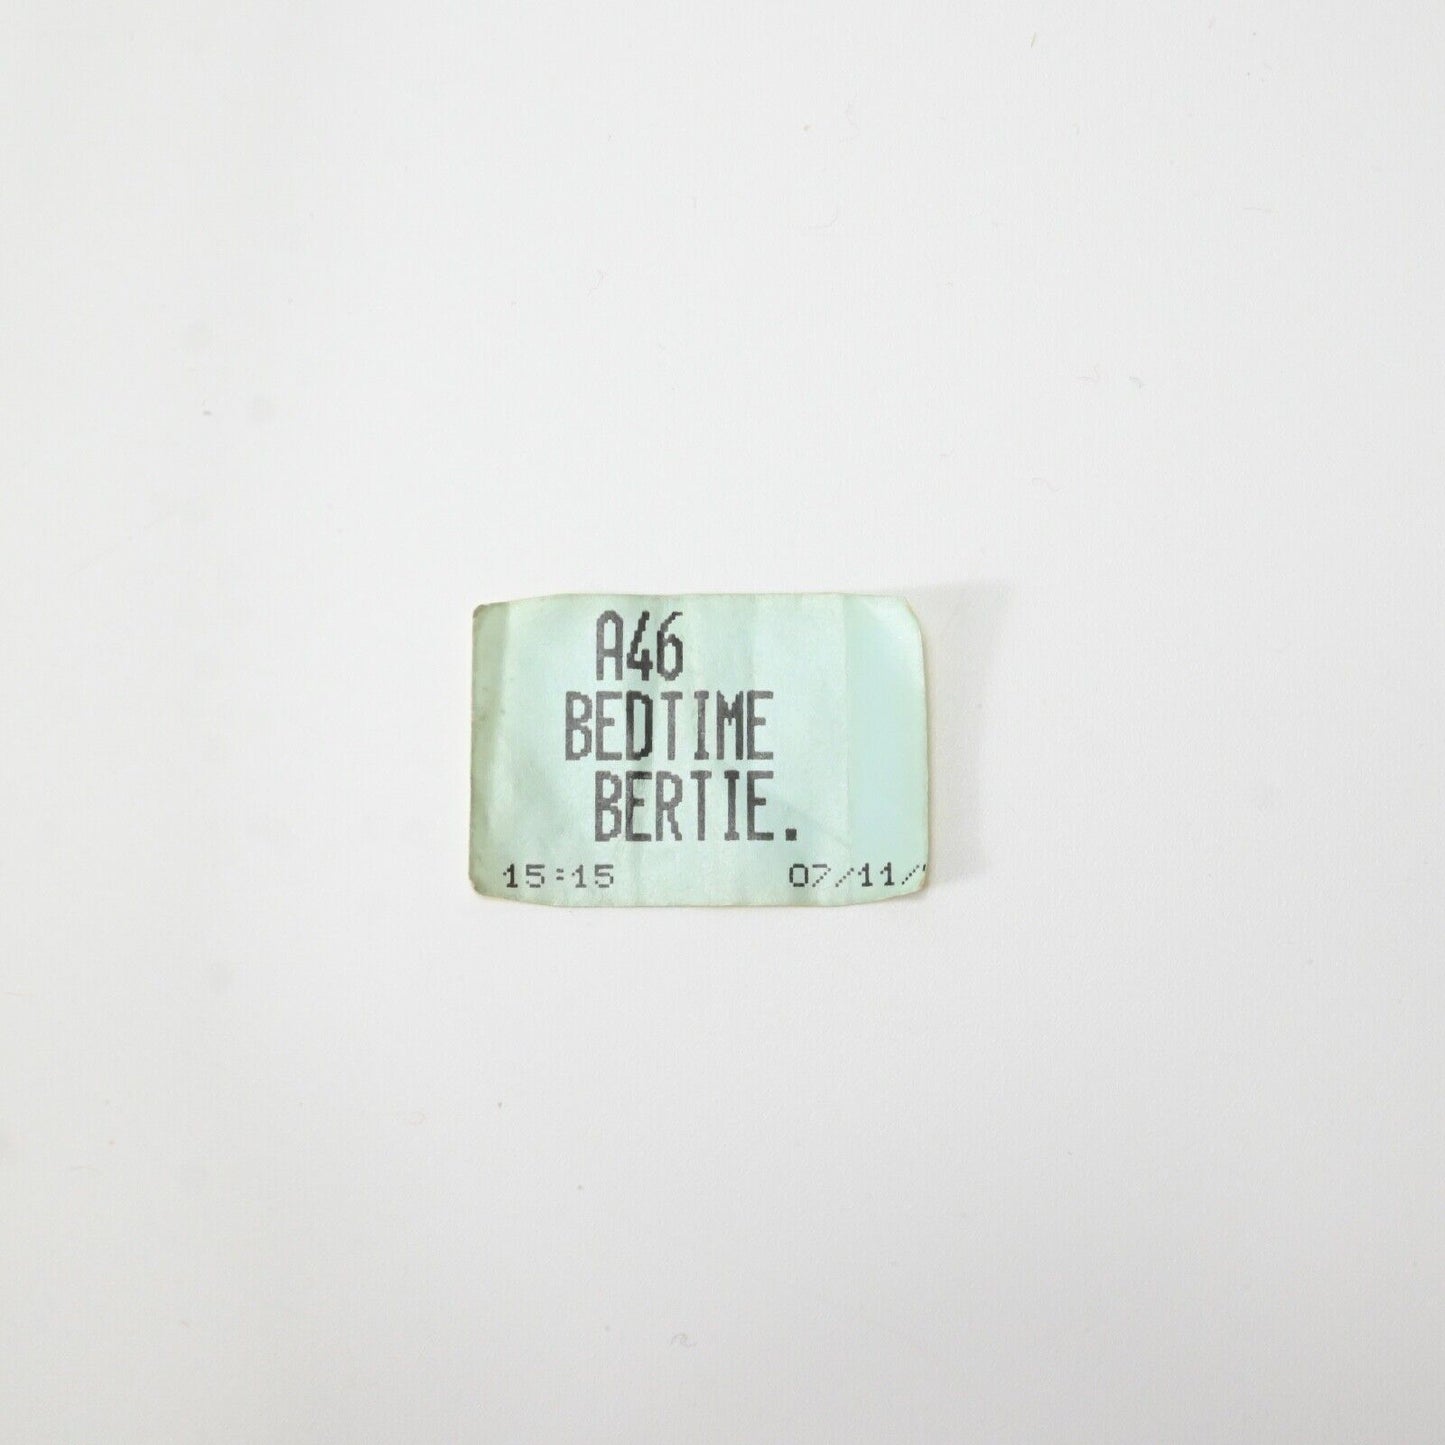 A46
BEDTIME
BERTIE.
15:15 07/11/